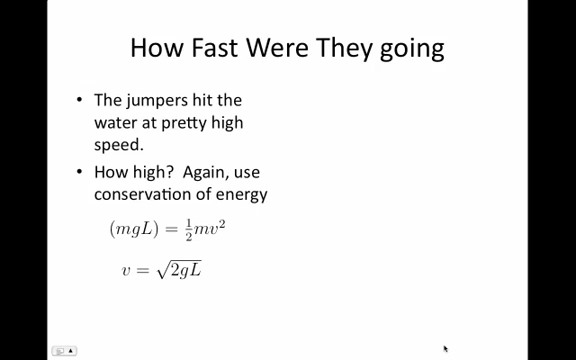 How Fast Were They going
• The jumpers hit the
water at pretty high
speed.
• How high? Again, use
conservation of energy
(mgL) = ½mv²
v = √2gL